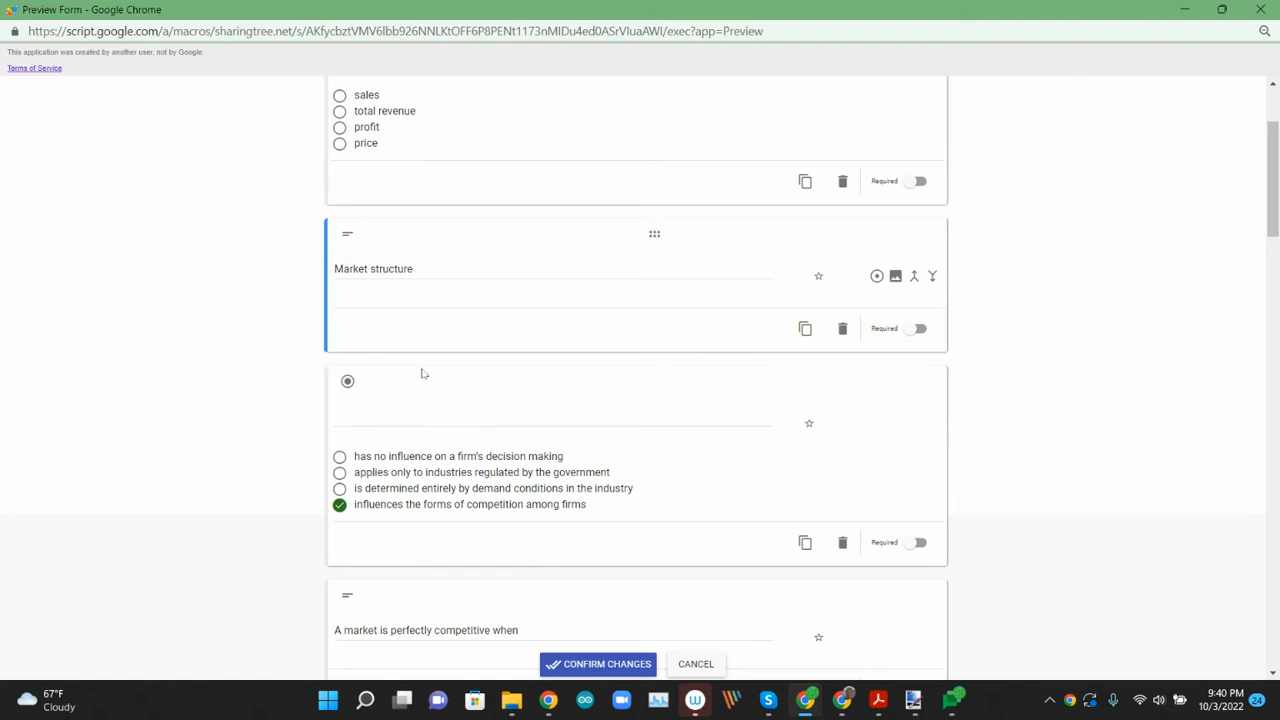 Preview Form - Google Chrome
https://script.google.com/a/macros/sharingtree.net/s/AKfycbztVMV6lbb926NNLKtOFF6P8PENt1173nMIDu4ed0ASrVIuaAWI/exec?app=Preview
This application was created by another user, not by Google.
Terms of Service
sales
total revenue
profit
price
Required
Market structure
Required
has no influence on a firm's decision making
applies only to industries regulated by the government
is determined entirely by demand conditions in the industry
influences the forms of competition among firms
Required
A market is perfectly competitive when
CONFIRM CHANGES
CANCEL
67°F
Cloudy
9:40 PM
10/3/2022
24